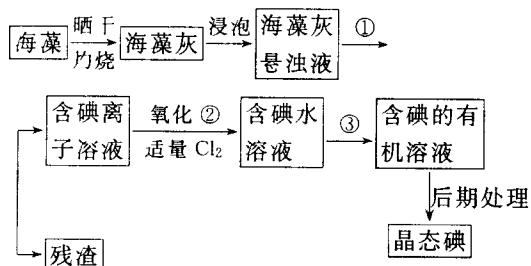 海藻 晒干 灼烧 海藻灰 浸泡 海藻灰 悬浊液 ①
含碘离 子溶液 氧化 ② 适量 Cl₂ 含碘水 溶液 ③ 含碘的有 机溶液
后期处理
残渣 晶态碘